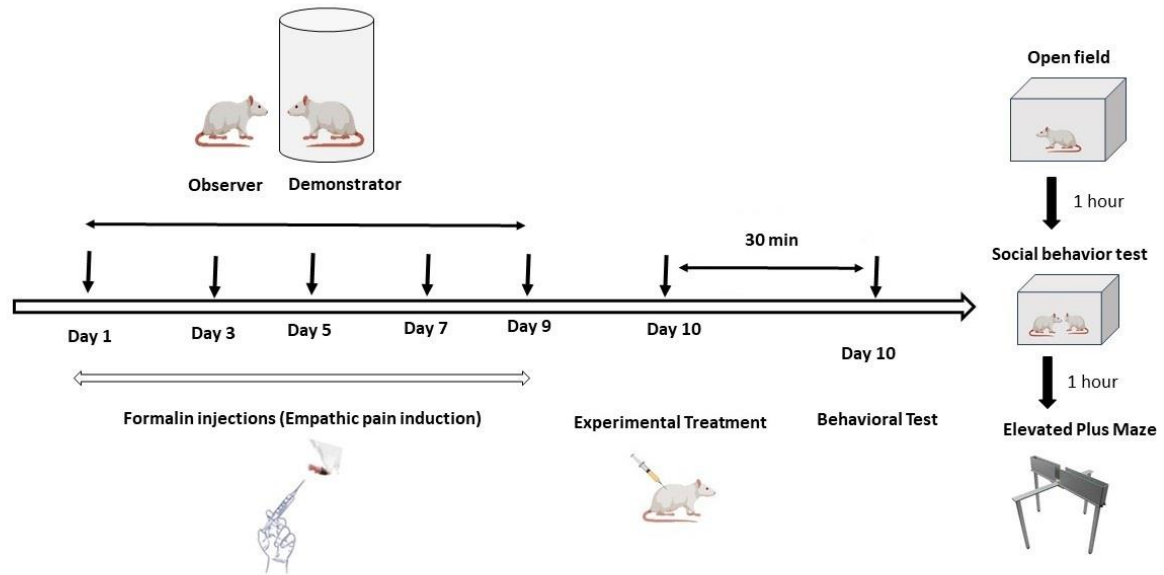 Observer
Demonstrator
30 min
Day 1
Day 3
Day 5
Day 7
Day 9
Day 10
Day 10
Formalin injections (Empathic pain induction)
Experimental Treatment
Behavioral Test
Open field
1 hour
Social behavior test
1 hour
Elevated Plus Maze